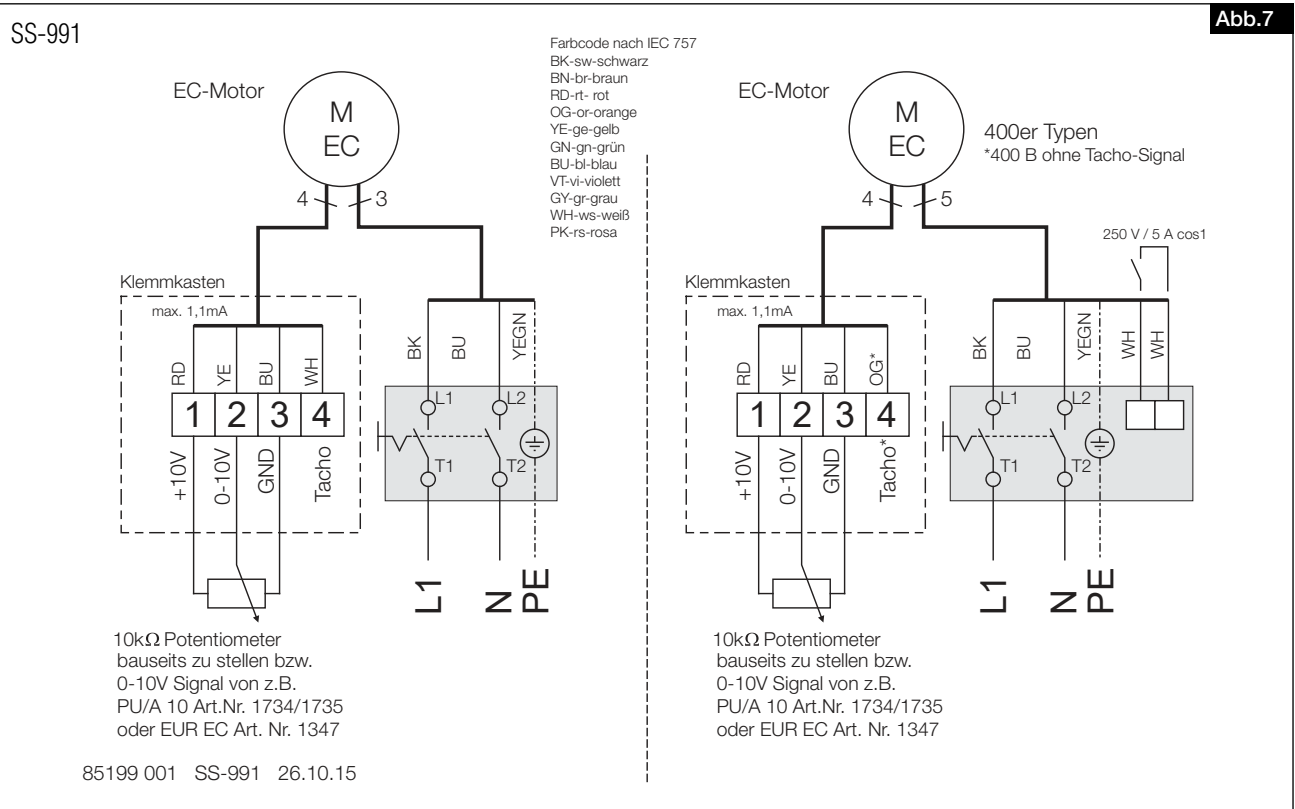 SS-991
Abb.7
Farbcode nach IEC 757
BK-sw-schwarz
BN-br-braun
RD-rt- rot
OG-or-orange
YE-ge-gelb
GN-gn-grün
BU-bl-blau
VT-vi-violett
GY-gr-grau
WH-ws-weiß
PK-rs-rosa
EC-Motor
M
EC
4
3
Klemmkasten
max. 1,1mA
RD
YE
BU
WH
1
2
3
4
+10V
0-10V
GND
Tacho
BK
BU
YEGN
L1
L2
T1
T2
L1
N
PE
10kΩ Potentiometer
bauseits zu stellen bzw.
0-10V Signal von z.B.
PU/A 10 Art.Nr. 1734/1735
oder EUR EC Art. Nr. 1347
85199 001 SS-991 26.10.15
EC-Motor
M
EC
400er Typen
*400 B ohne Tacho-Signal
4
5
250 V / 5 A cos1
Klemmkasten
max. 1,1mA
RD
YE
BU
OG*
1
2
3
4
+10V
0-10V
GND
Tacho*
BK
BU
YEGN
WH
WH
L1
L2
T1
T2
L1
N
PE
10kΩ Potentiometer
bauseits zu stellen bzw.
0-10V Signal von z.B.
PU/A 10 Art.Nr. 1734/1735
oder EUR EC Art. Nr. 1347